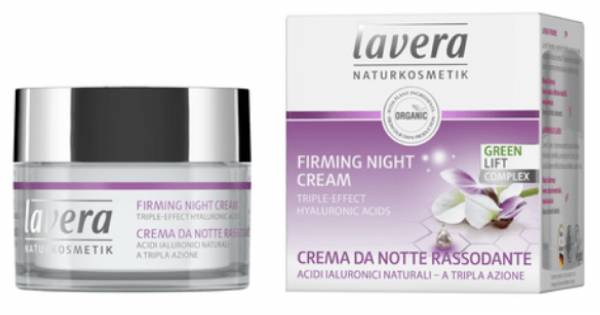 lavera
NATURKOSMETIK
FIRMING NIGHT CREAM
TRIPLE-EFFECT
HYALURONIC ACIDS
CREMA DA NOTTE RASSODANTE
ACIDI IALURONICI NATURALI –
A TRIPLA AZIONE
lavera
NATURKOSMETIK
ORGANIC
FIRMING NIGHT
CREAM
TRIPLE-EFFECT
HYALURONIC ACIDS
GREEN
LIFT
COMPLEX
CREMA DA NOTTE RASSODANTE
ACIDI IALURONICI NATURALI – A TRIPLA AZIONE